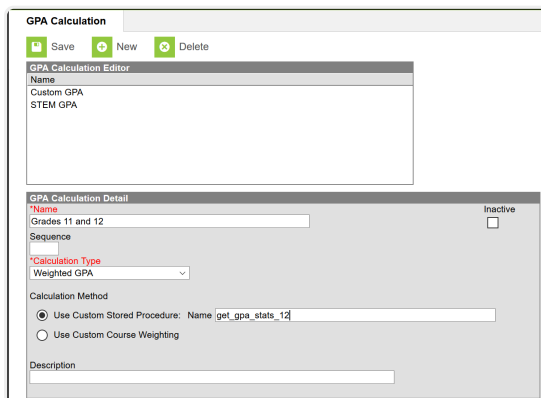 GPA Calculation
Save New Delete
GPA Calculation Editor
Name
Custom GPA
STEM GPA
GPA Calculation Detail
*Name Inactive
Grades 11 and 12
Sequence
*Calculation Type
Weighted GPA
Calculation Method
Use Custom Stored Procedure: Name get_gpa_stats_12
Use Custom Course Weighting
Description